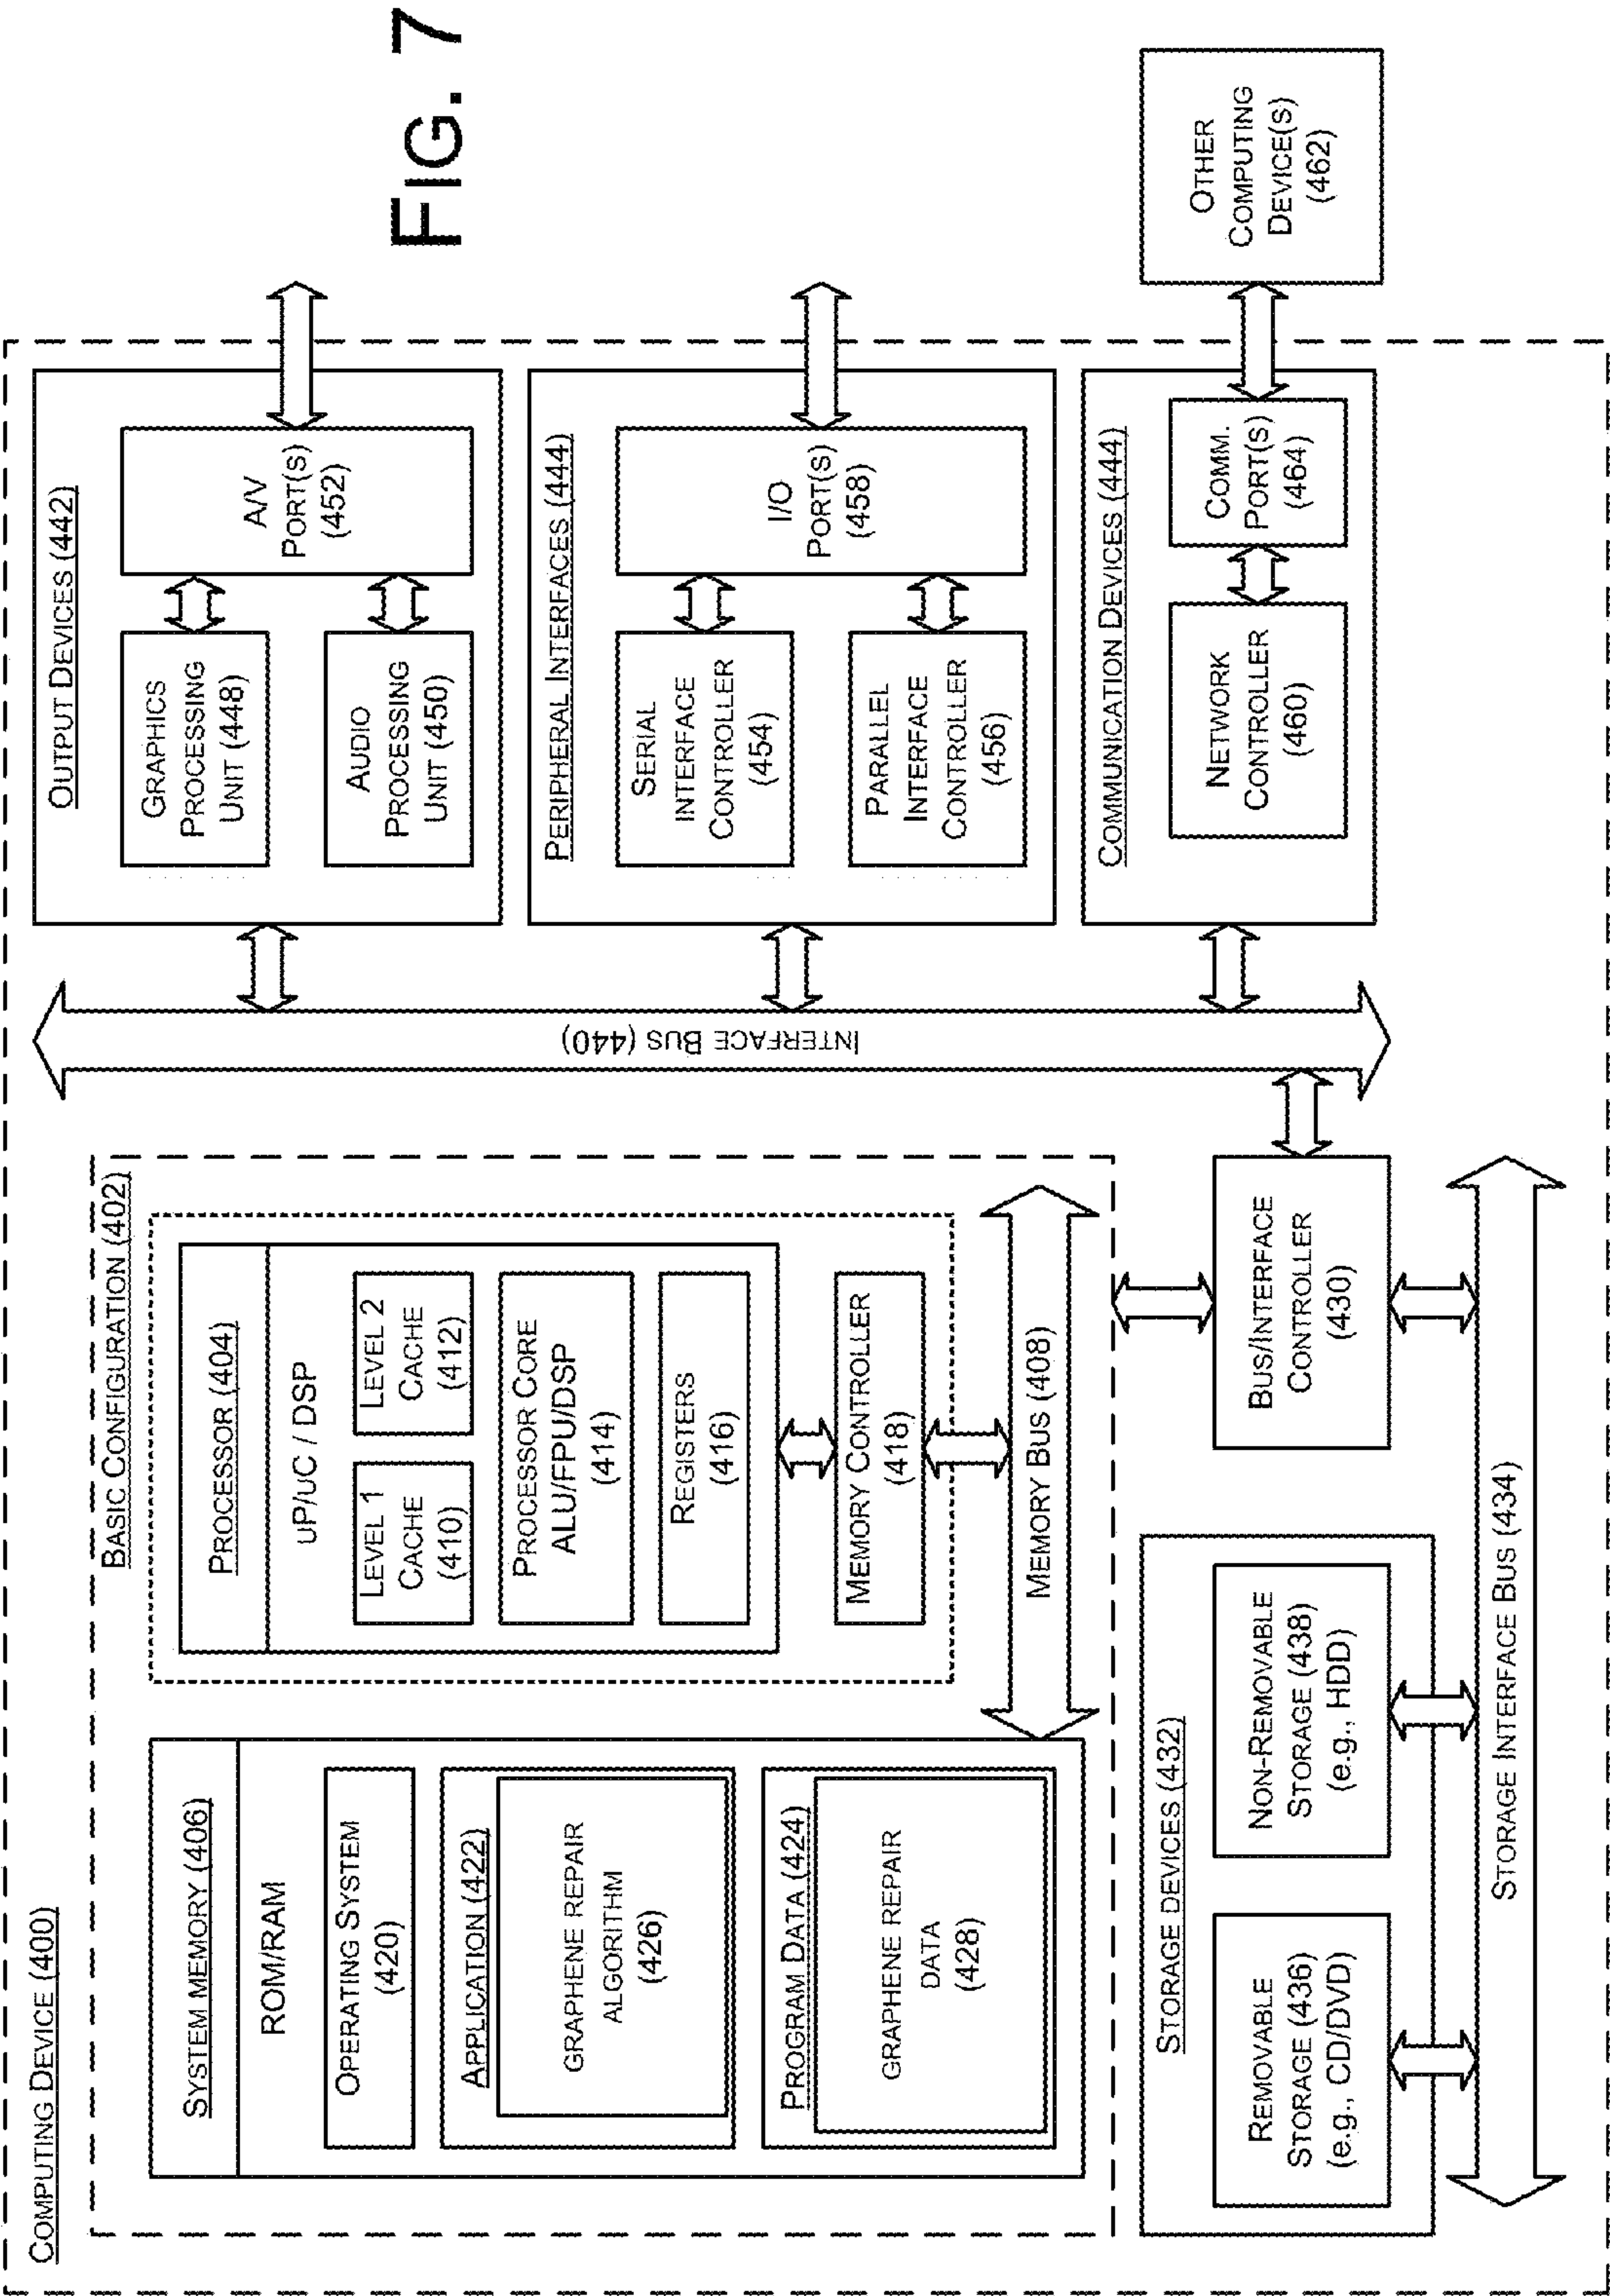 COMPUTING DEVICE (400)
BASIC CONFIGURATION (402)
SYSTEM MEMORY (406)
ROM/RAM
OPERATING SYSTEM
(420)
APPLICATION (422)
GRAPHENE REPAIR
ALGORITHM
(426)
PROGRAM DATA (424)
GRAPHENE REPAIR
DATA
(428)
PROCESSOR (404)
uP/uC / DSP
LEVEL 1
CACHE
(410)
LEVEL 2
CACHE
(412)
PROCESSOR CORE
ALU/FPU/DSP
(414)
REGISTERS
(416)
MEMORY CONTROLLER
(418)
MEMORY BUS (408)
STORAGE DEVICES (432)
REMOVABLE
STORAGE (436)
(e.g., CD/DVD)
NON-REMOVABLE
STORAGE (438)
(e.g., HDD)
BUS/INTERFACE
CONTROLLER
(430)
STORAGE INTERFACE BUS (434)
INTERFACE BUS (440)
OUTPUT DEVICES (442)
GRAPHICS
PROCESSING
UNIT (448)
AUDIO
PROCESSING
UNIT (450)
A/V
PORT(S)
(452)
PERIPHERAL INTERFACES (444)
SERIAL
INTERFACE
CONTROLLER
(454)
PARALLEL
INTERFACE
CONTROLLER
(456)
I/O
PORT(S)
(458)
COMMUNICATION DEVICES (444)
NETWORK
CONTROLLER
(460)
COMM.
PORT(S)
(464)
OTHER
COMPUTING
DEVICE(S)
(462)
FIG. 7